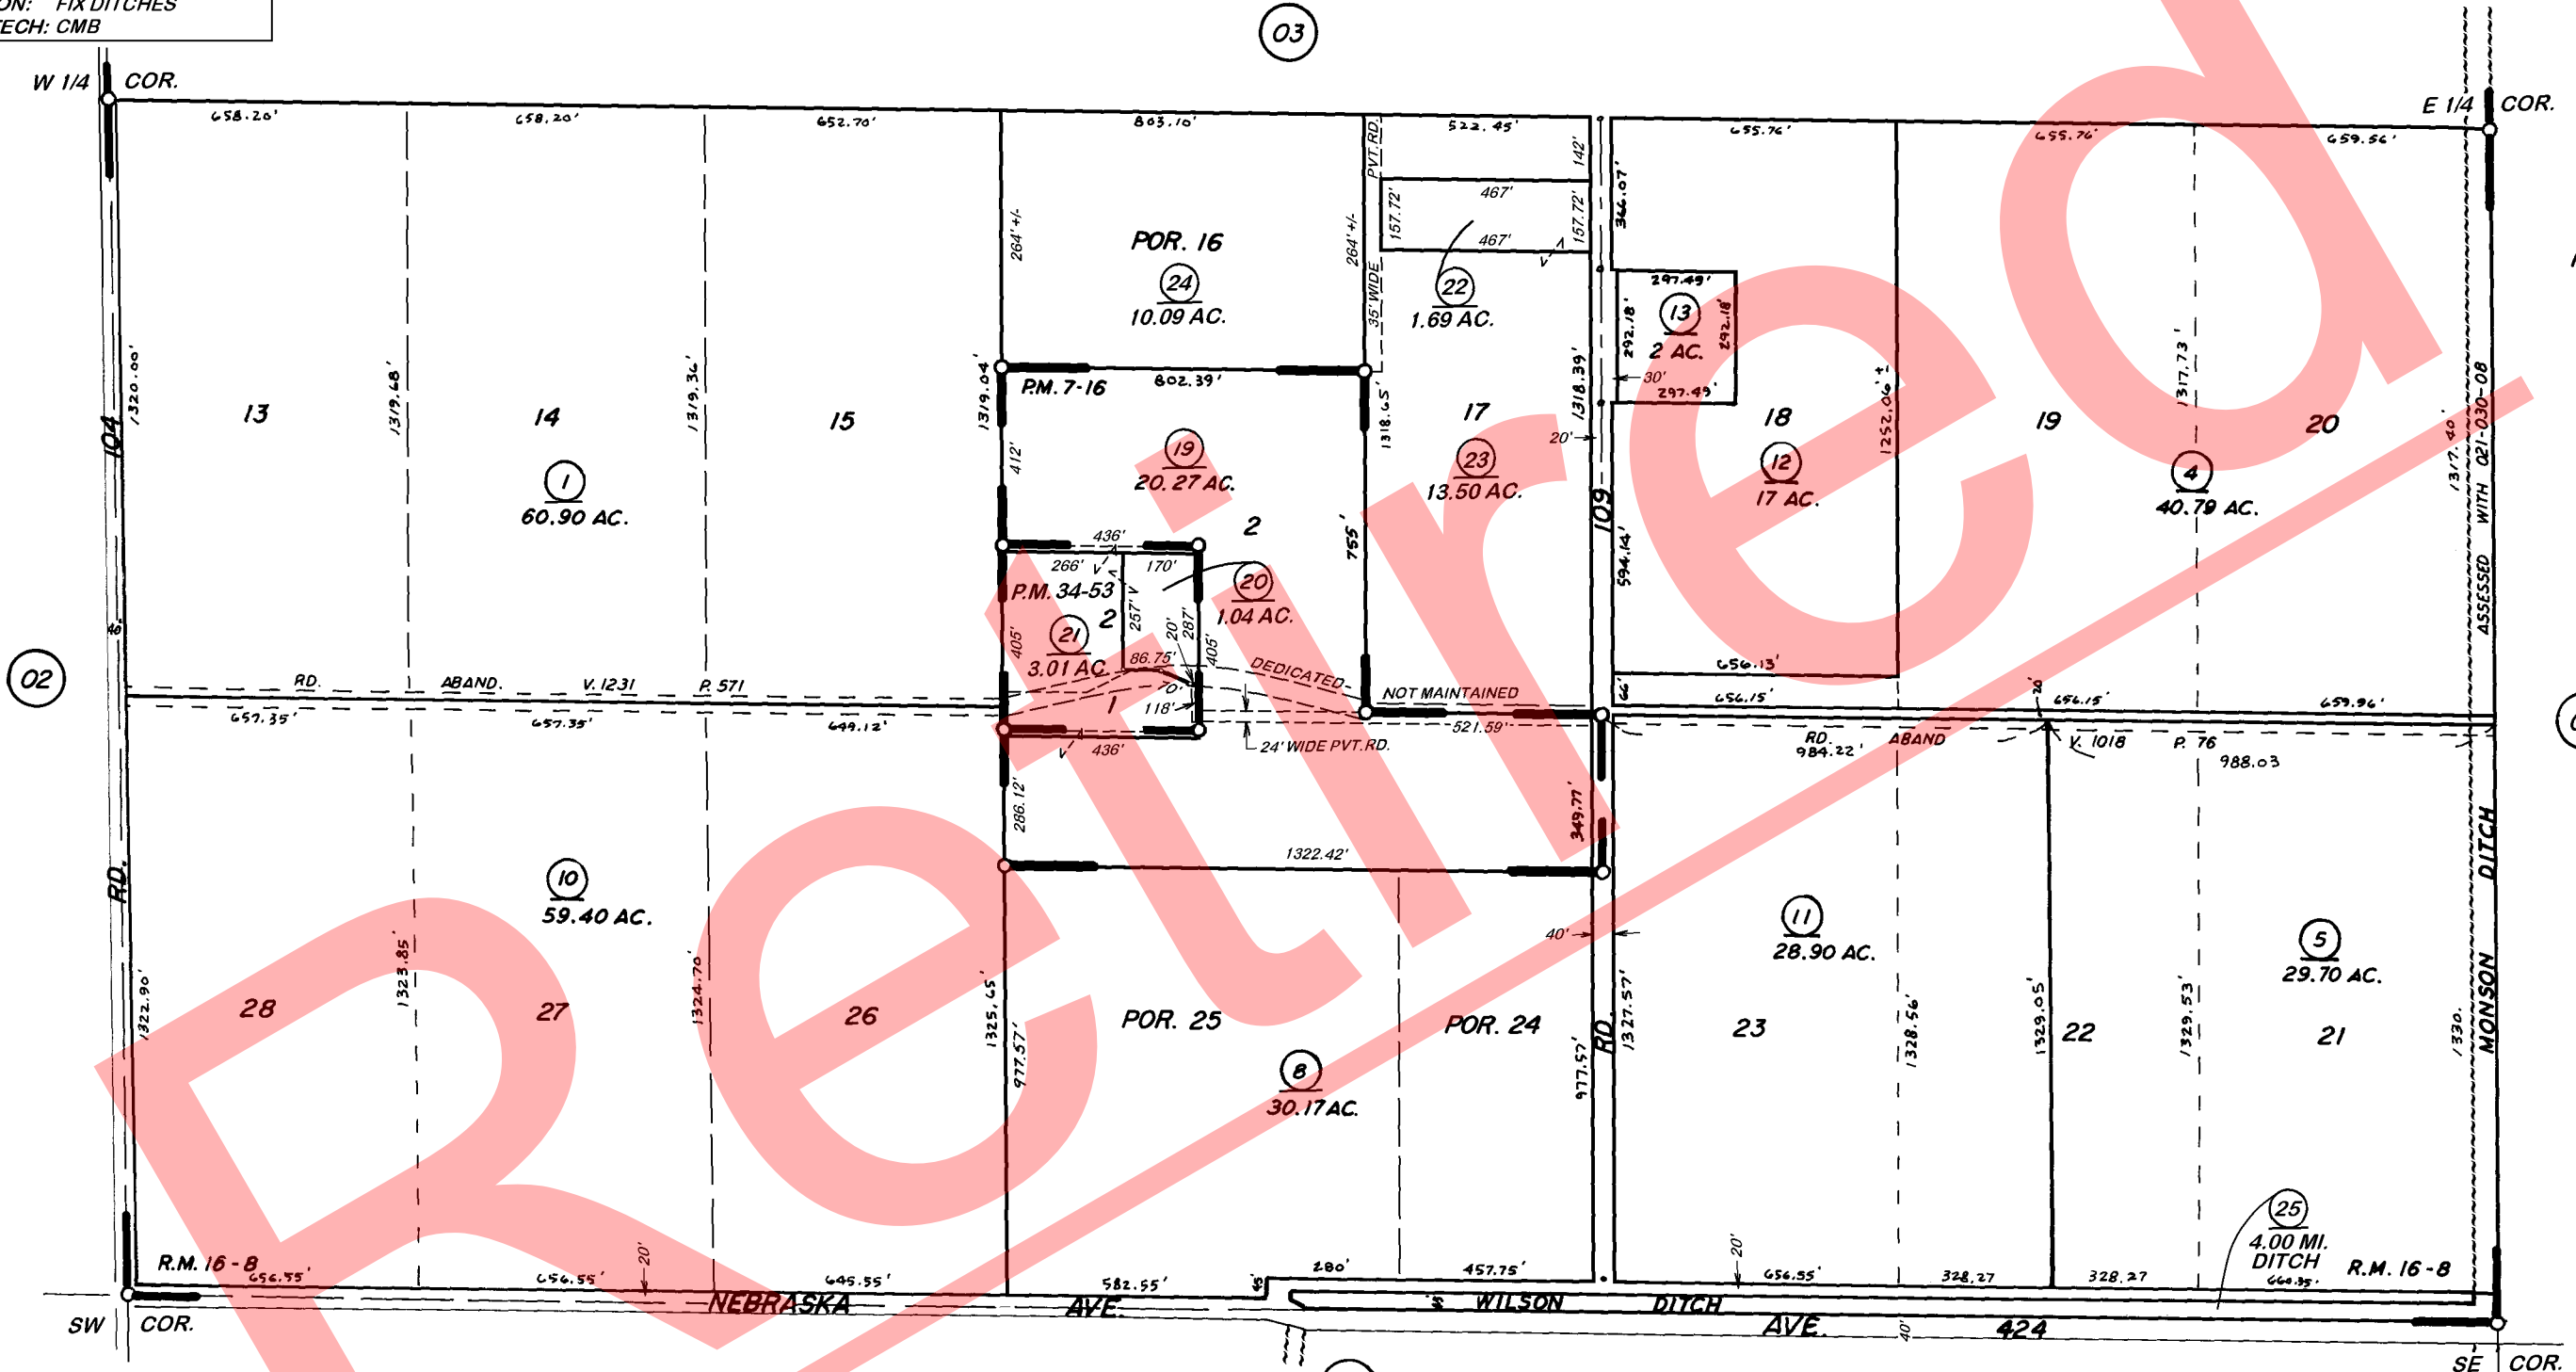 ON: FIX DITCHES
ECH: CMB
03
W 1/4 COR.
E 1/4 COR.
658.20'
658.20'
652.70'
803.10'
522.45'
655.76'
655.76'
659.56'
PVT. RD.
142'
366.07'
467'
157.72'
157.72'
467'
V
264' +/-
264' +/-
35' WIDE
POR. 16
24
10.09 AC.
22
1.69 AC.
297.49'
13
2 AC.
292.18'
292.18'
30'
297.49'
1320.00'
1319.68'
1319.36'
1319.04'
P.M. 7-16
802.39'
1318.65'
1318.39'
1252.06' ±
1317.73'
1317.40'
ASSESSED WITH 021-030-08
104
13
14
15
17
18
19
20
412'
19
20.27 AC.
20'
23
13.50 AC.
12
17 AC.
4
40.79 AC.
1
60.90 AC.
109
2
755'
594.14'
436'
266'
V
V
170'
P.M. 34-53
2
257'
20
1.04 AC.
20'
287'
21
3.01 AC.
405'
405'
86.75'
40'
02
DEDICATED
NOT MAINTAINED
656.13'
66'
RD. ABAND. V. 1231 P. 571
657.35'
657.35'
649.12'
1
118'
V
436'
24' WIDE PVT. RD.
521.59'
656.15'
20'
656.15'
659.96'
RD. ABAND V. 1018 P. 76
984.22'
988.03
286.12'
349.77'
1322.42'
RD.
10
59.40 AC.
11
28.90 AC.
5
29.70 AC.
40'
MONSON DITCH
1322.90'
1323.85'
1324.70'
1325.65'
977.57'
977.57'
1327.57'
1328.56'
1329.05'
1329.53'
1330.
28
27
26
POR. 25
POR. 24
RD.
23
22
21
8
30.17 AC.
25
4.00 MI.
DITCH
R.M. 16-8
R.M. 16-8
656.55'
656.55'
20'
645.55'
582.55'
280'
457.75'
656.55'
20'
328.27
328.27
NEBRASKA AVE.
WILSON DITCH
AVE. 424
40'
SW COR.
SE COR.
Retired